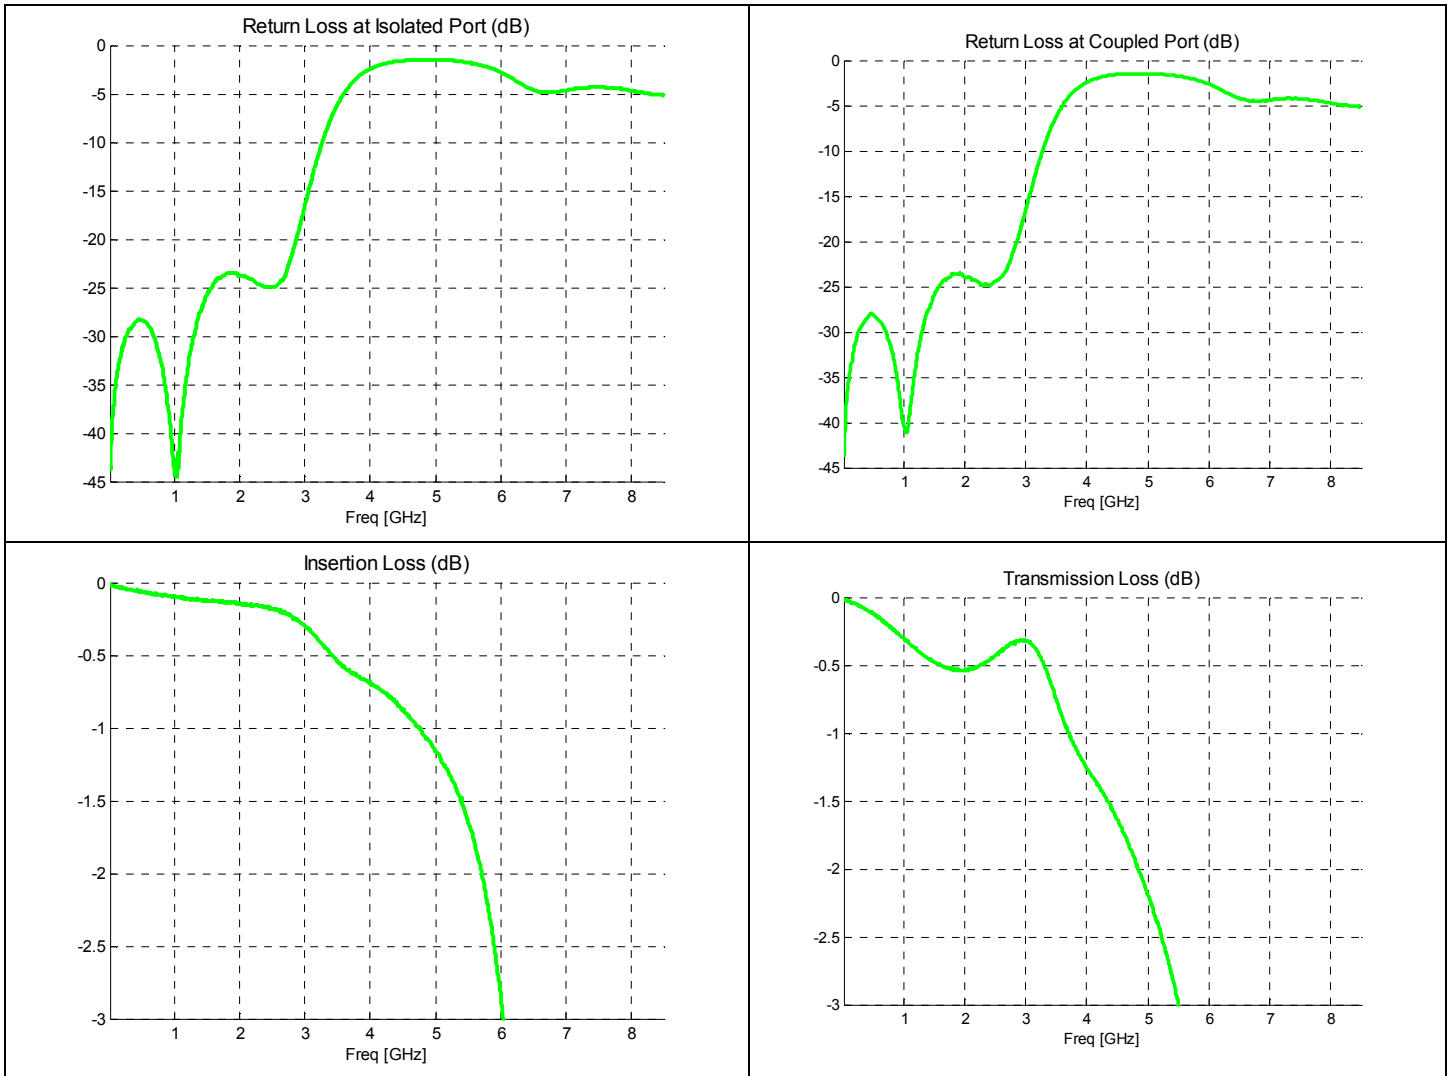 Return Loss at Isolated Port (dB)
0
-5
-10
-15
-20
-25
-30
-35
-40
-45
1 2 3 4 5 6 7 8
Freq [GHz]
Return Loss at Coupled Port (dB)
0
-5
-10
-15
-20
-25
-30
-35
-40
-45
1 2 3 4 5 6 7 8
Freq [GHz]
Insertion Loss (dB)
0
-0.5
-1
-1.5
-2
-2.5
-3
1 2 3 4 5 6 7 8
Freq [GHz]
Transmission Loss (dB)
0
-0.5
-1
-1.5
-2
-2.5
-3
1 2 3 4 5 6 7 8
Freq [GHz]